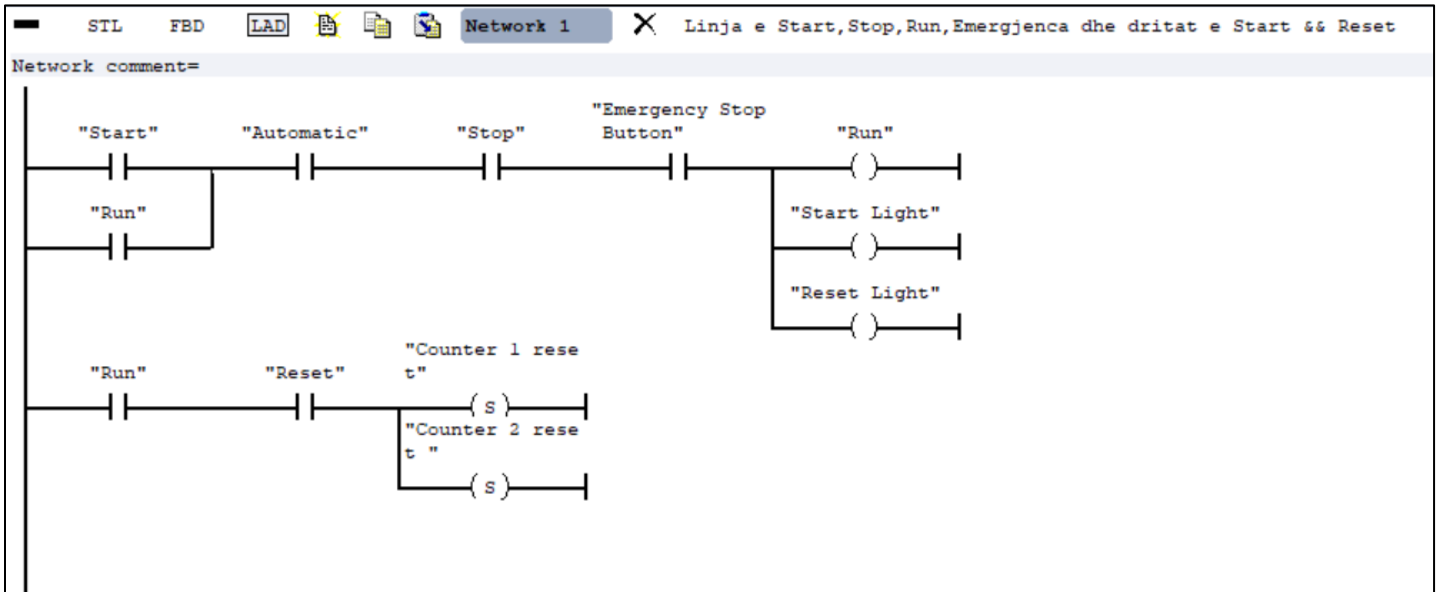 STL FBD LAD Network 1 Linja e Start,Stop,Run,Emergjenca dhe dritat e Start && Reset
Network comment=
"Emergency Stop
"Start" "Automatic" "Stop" Button" "Run"
"Run" "Start Light"
"Reset Light"
"Counter 1 rese
"Run" "Reset" t"
S
"Counter 2 rese
t "
S